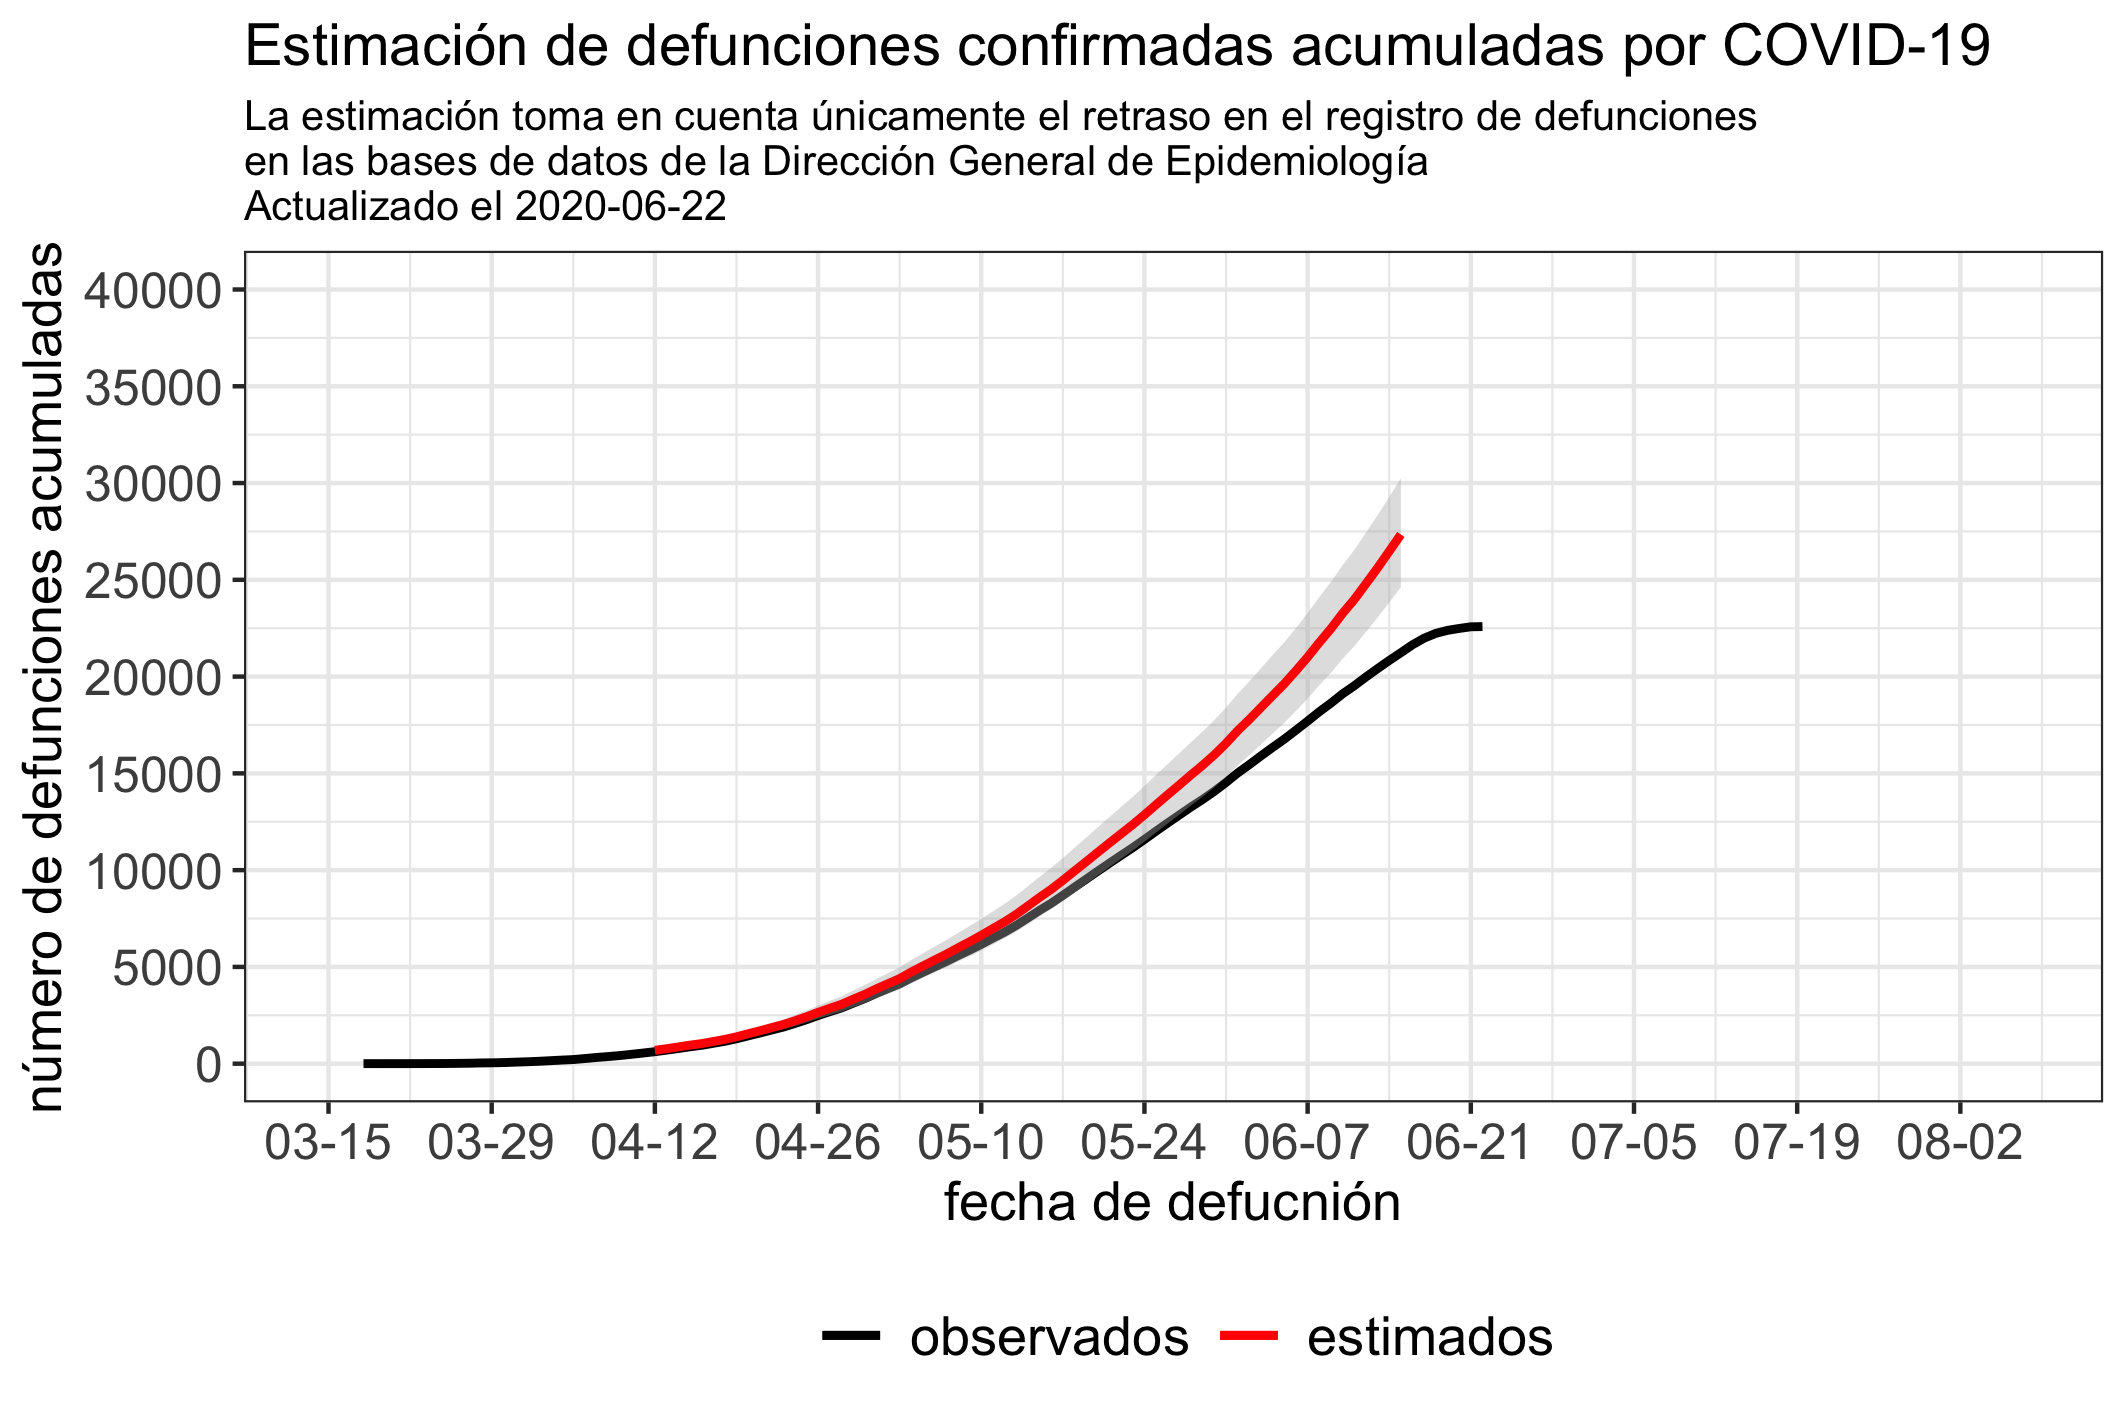 Estimación de defunciones confirmadas acumuladas por COVID-19
La estimación toma en cuenta únicamente el retraso en el registro de defunciones
en las bases de datos de la Dirección General de Epidemiología
Actualizado el 2020-06-22
número de defunciones acumuladas
40000
35000
30000
25000
20000
15000
10000
5000
0
03-15 03-29 04-12 04-26 05-10 05-24 06-07 06-21 07-05 07-19 08-02
fecha de defucnión
observados estimados